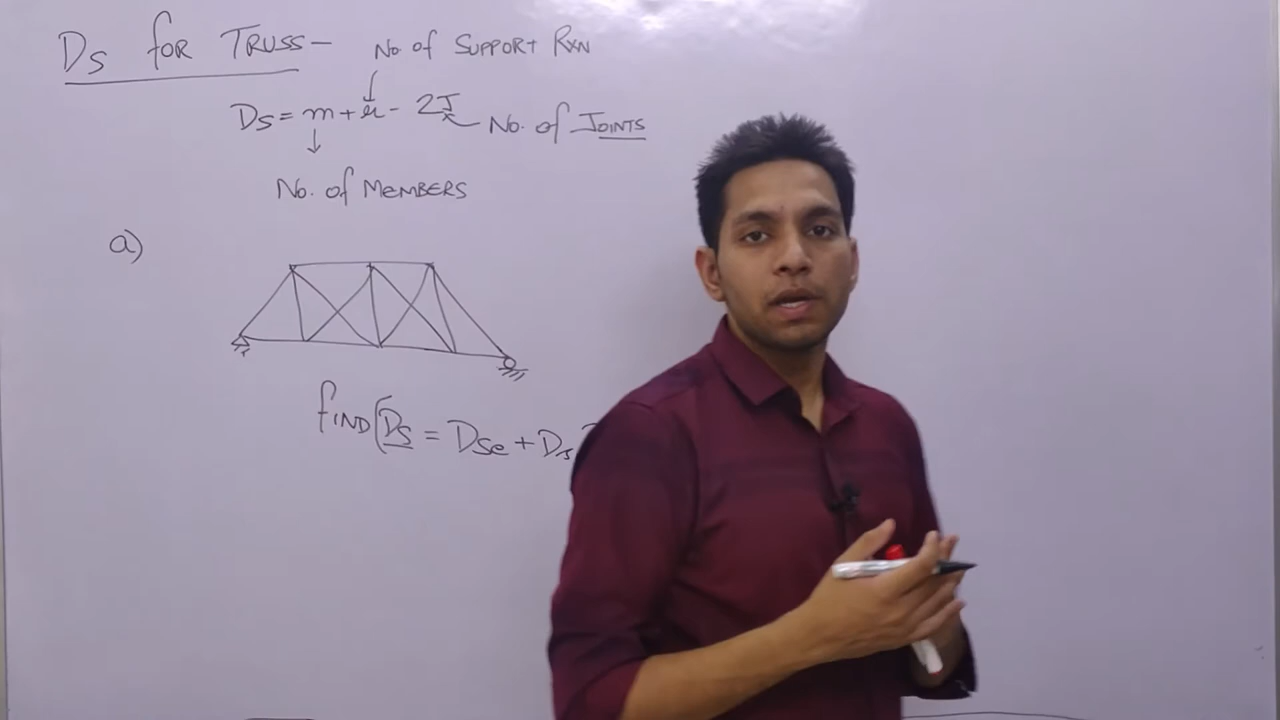 Ds for TRUSS-
No. of SUPPORT RXN
Ds = m + r - 2J
No. of JOINTS
No. of MEMBERS
a)
FIND (Ds = Dse + Ds